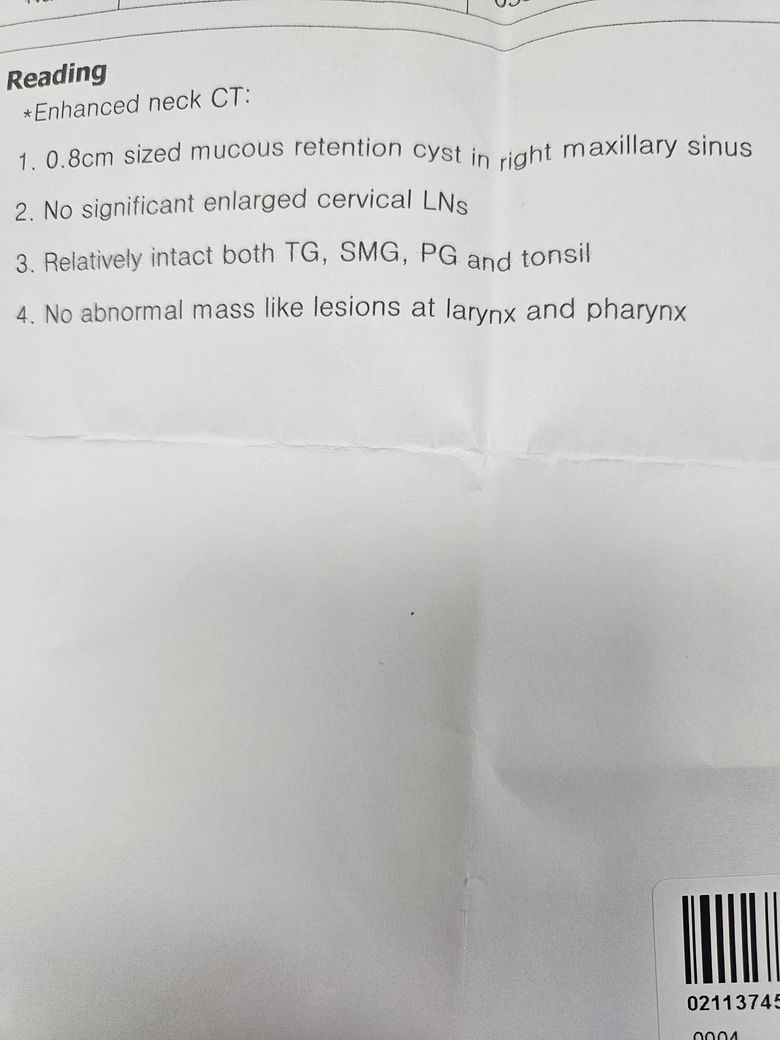 Reading
*Enhanced neck CT:
1. 0.8cm sized mucous retention cyst in right maxillary sinus
2. No significant enlarged cervical LNs
3. Relatively intact both TG, SMG, PG and tonsil
4. No abnormal mass like lesions at larynx and pharynx
0211374